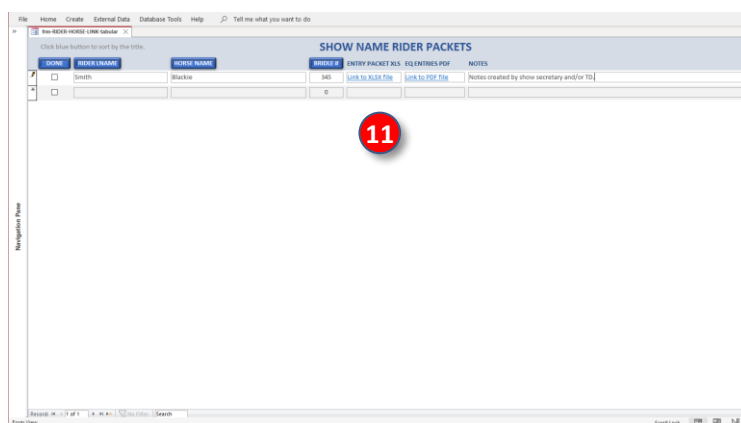 File Home Create External Data Database Tools Help Tell me what you want to do
frm-RIDER-HORSE-LINK-tabular
Click blue button to sort by the title.
SHOW NAME RIDER PACKETS
DONE RIDER LNAME HORSE NAME BRIDLE # ENTRY PACKET XLS EQ ENTRIES PDF NOTES
Smith Blackie 345 Link to XLSX file Link to PDF file Notes created by show secretary and/or TD.
0
11
Navigation Pane
Record: 1 of 1 No Filter Search
Form View